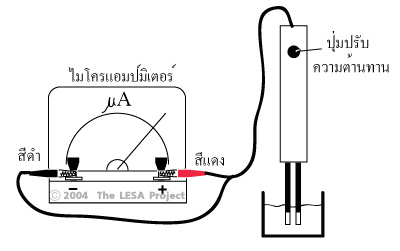 ปุ่มปรับ
ความต้านทาน
ไมโครแอมป์มิเตอร์
μA
สีดำ
สีแดง
– +
© 2004 The LESA Project